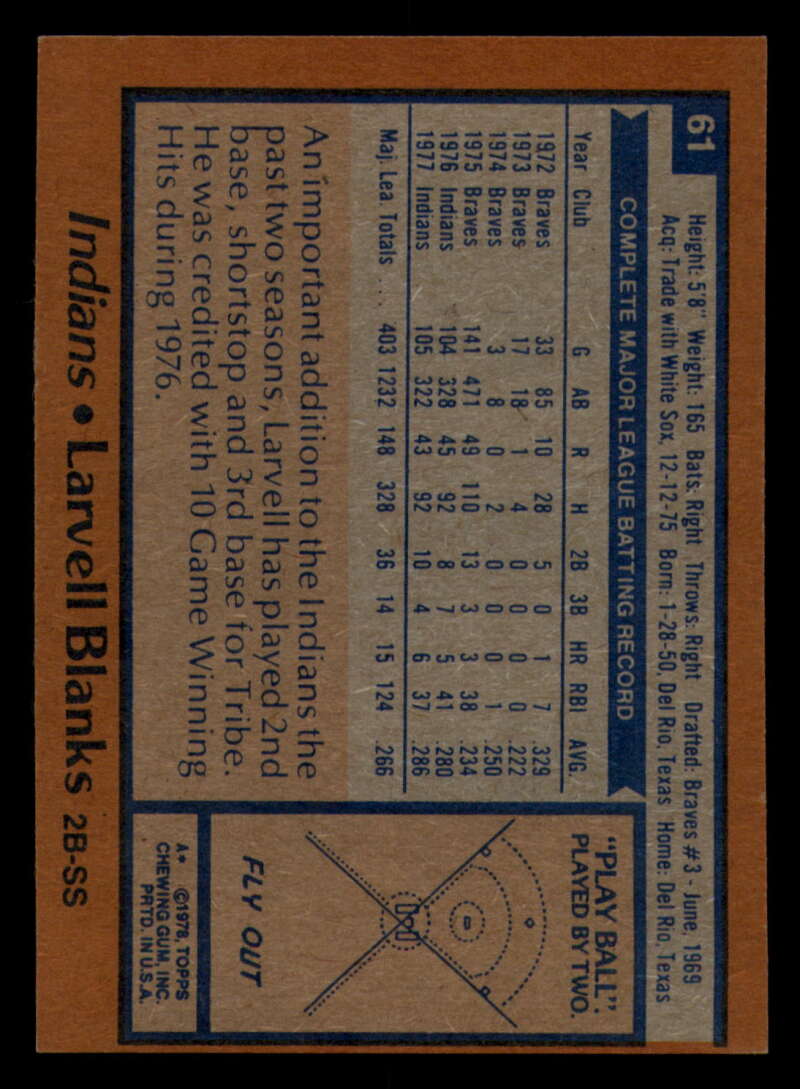 61
Height: 5'8" Weight: 165 Bats: Right Throws: Right Drafted: Braves #3 - June, 1969
Acq: Trade with White Sox, 12-12-75 Born: 1-28-50, Del Rio, Texas Home: Del Rio, Texas
COMPLETE MAJOR LEAGUE BATTING RECORD
Year Club G AB R H 2B 3B HR RBI AVG.
1972 Braves 33 85 10 28 5 0 1 7 .329
1973 Braves 17 18 1 4 0 0 0 0 .222
1974 Braves 3 8 0 2 0 0 0 1 .250
1975 Braves 141 471 49 110 13 3 3 38 .234
1976 Indians 104 328 45 92 8 7 5 41 .280
1977 Indians 105 322 43 92 10 4 6 37 .286
Maj. Lea. Totals .... 403 1232 148 328 36 14 15 124 .266
An important addition to the Indians the
past two seasons, Larvell has played 2nd
base, shortstop and 3rd base for Tribe.
He was credited with 10 Game Winning
Hits during 1976.
"PLAY BALL".
PLAYED BY TWO.
FLY OUT
A* ©1978, TOPPS
CHEWING GUM, INC.
PRTD. IN U.S.A.
Indians • Larvell Blanks 2B-SS